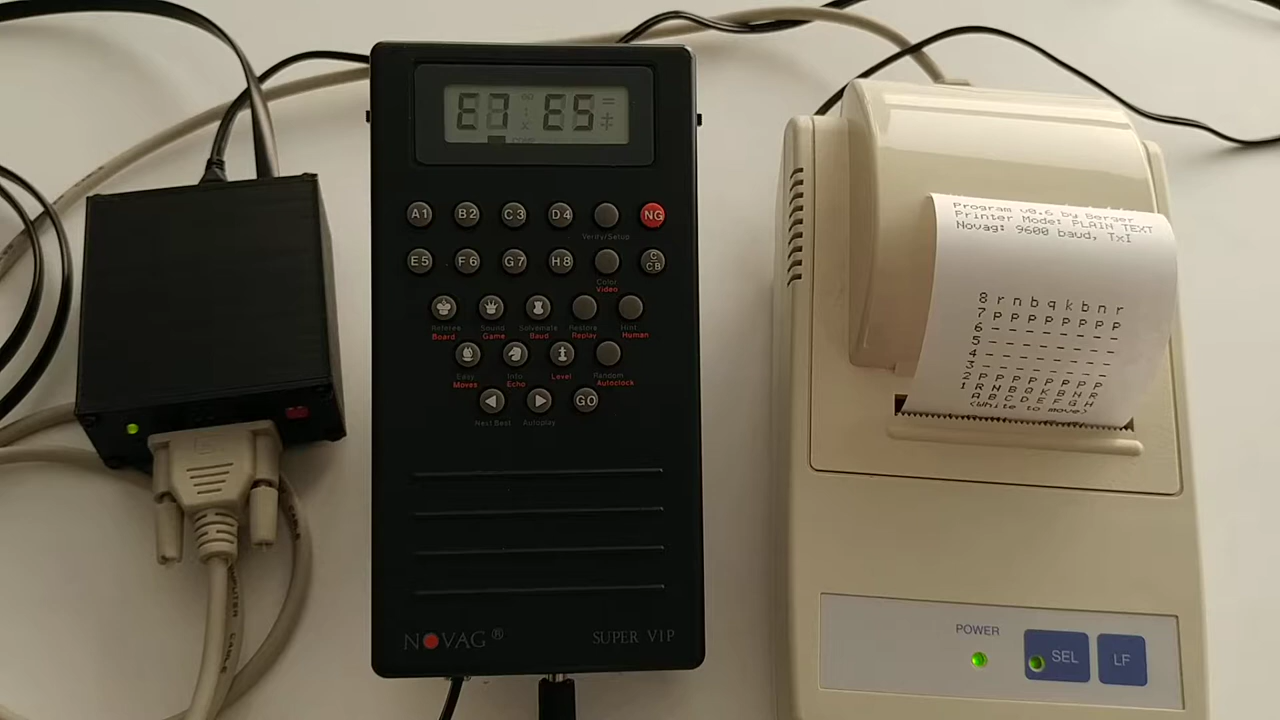 E7 E5
A1 B2 C3 D4 NG
Verify/Setup
E5 F6 G7 H8 C CB
Color
Video
Referee Sound Solvemate Restore Hint
Board Game Baud Replay Human
Easy Info Level Random
Moves Echo Autoclock
GO
Next Best Autoplay
NOVAG ® SUPER VIP
Program v0.6 by Berger
Printer Mode: PLAIN TEXT
Novag: 9600 baud, TxI
8 r n b q k b n r
7 p p p p p p p p
6 - - - - - - - -
5 - - - - - - - -
4 - - - - - - - -
3 - - - - - - - -
2 P P P P P P P P
1 R N B Q K B N R
A B C D E F G H
<White to move>
POWER
SEL LF